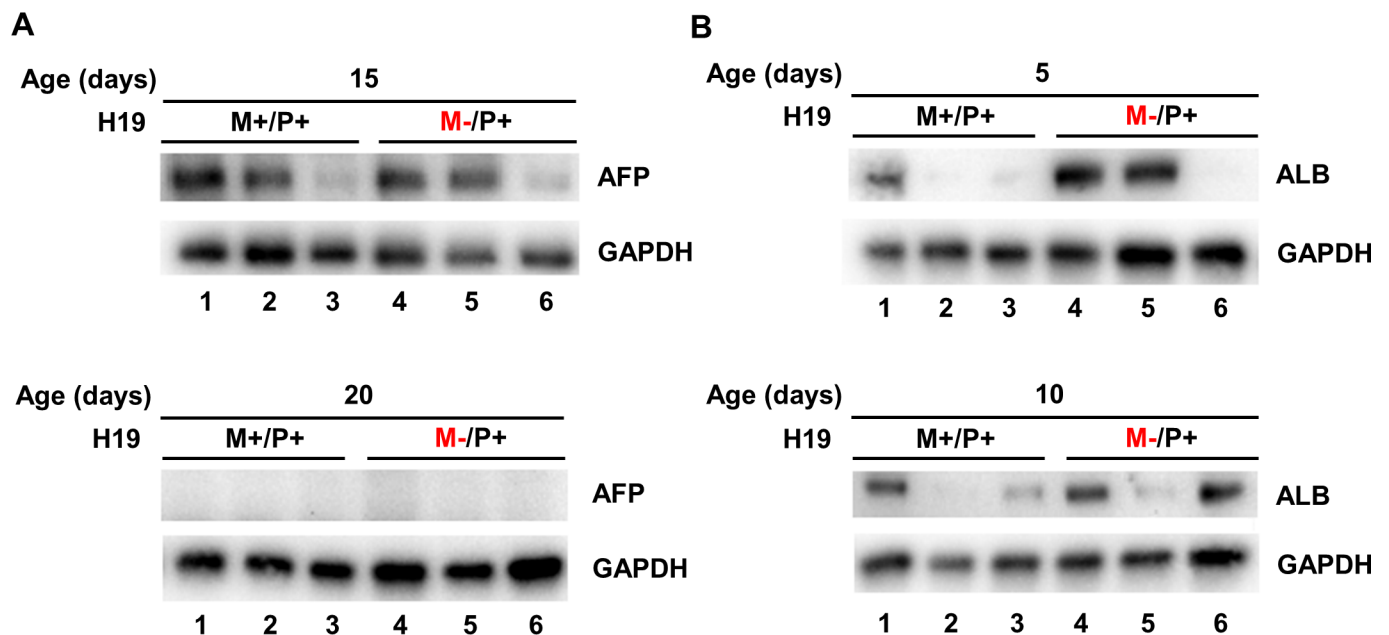 A
Age (days) 15
H19 M+/P+ M-/P+
AFP
GAPDH
1 2 3 4 5 6
Age (days) 20
H19 M+/P+ M-/P+
AFP
GAPDH
1 2 3 4 5 6
B
Age (days) 5
H19 M+/P+ M-/P+
ALB
GAPDH
1 2 3 4 5 6
Age (days) 10
H19 M+/P+ M-/P+
ALB
GAPDH
1 2 3 4 5 6